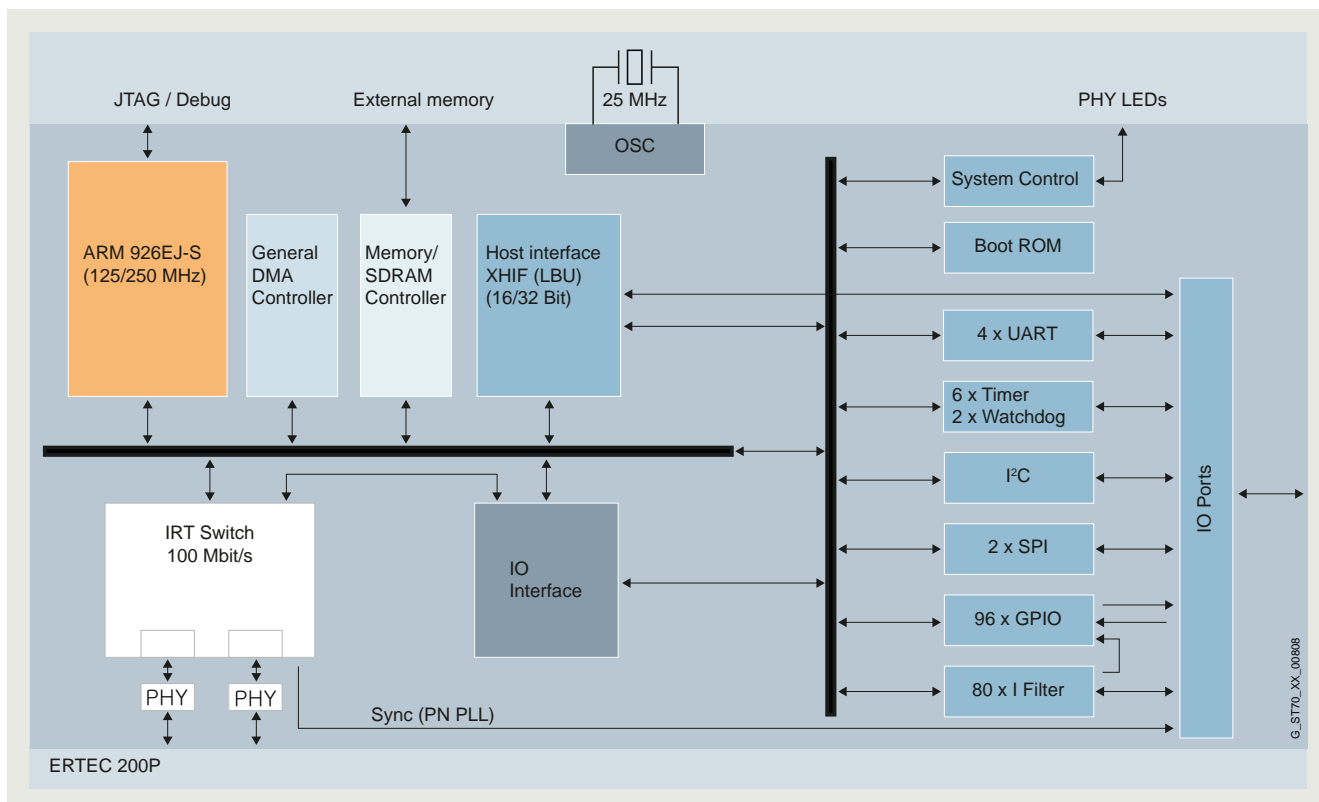 JTAG / Debug
External memory
25 MHz
PHY LEDs
OSC
ARM 926EJ-S
(125/250 MHz)
General
DMA
Controller
Memory/
SDRAM
Controller
Host interface
XHIF (LBU)
(16/32 Bit)
System Control
Boot ROM
4 x UART
6 x Timer
2 x Watchdog
I²C
2 x SPI
96 x GPIO
80 x I Filter
IO Ports
IRT Switch
100 Mbit/s
IO
Interface
PHY
PHY
Sync (PN PLL)
ERTEC 200P
G_ST70_XX_00808